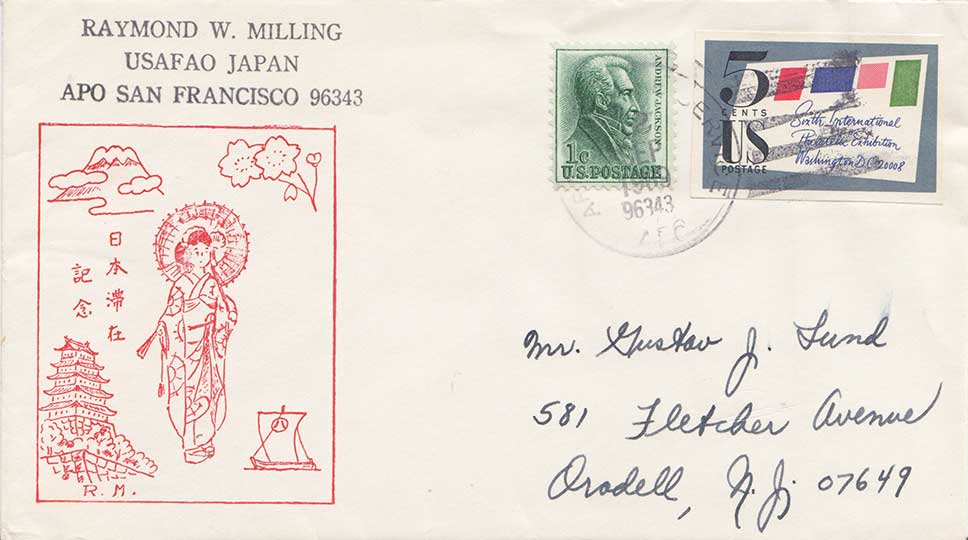 RAYMOND W. MILLING
USAFAO JAPAN
APO SAN FRANCISCO 96343
日本滞在
記念
R. M.
ANDREW JACKSON
1c
U.S. POSTAGE
5
CENTS
US
POSTAGE
Sixth International
Philatelic Exhibition
Washington D.C. 20008
96343
Mr. Gustav J. Lund
581 Fletcher Avenue
Oradell, N.J. 07649